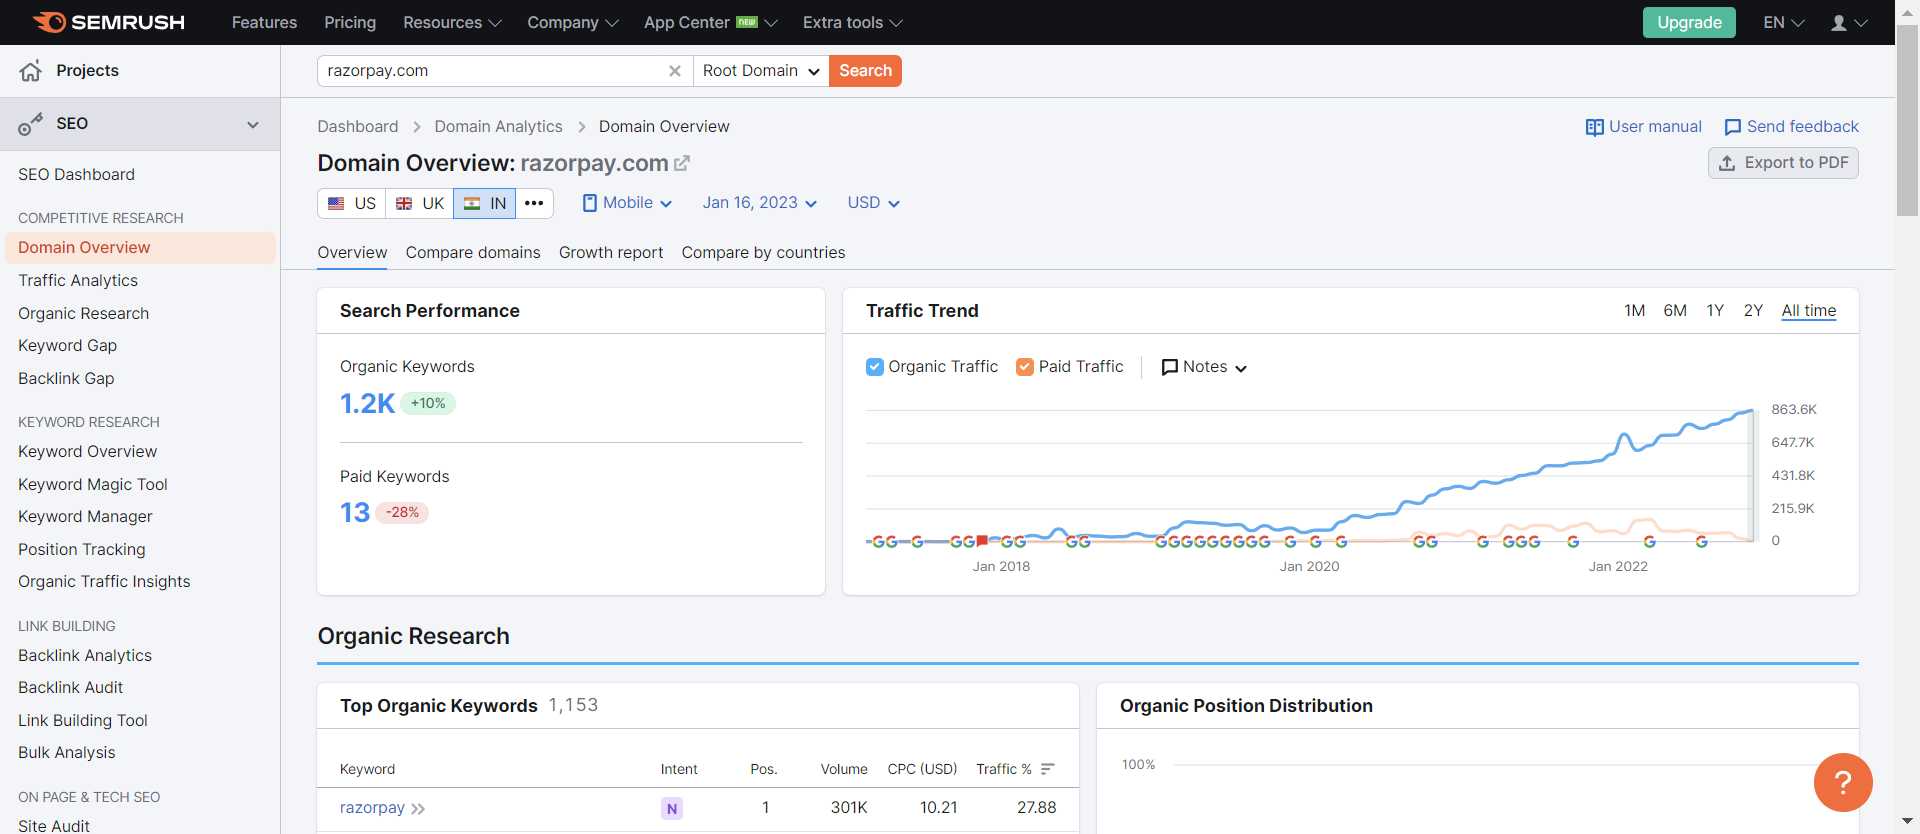 SEMRUSH
Features Pricing Resources Company App Center NEW Extra tools Upgrade EN
Projects
razorpay.com Root Domain Search
SEO
Dashboard Domain Analytics Domain Overview
User manual Send feedback
Domain Overview: razorpay.com
Export to PDF
US UK IN ••• Mobile Jan 16, 2023 USD
Overview Compare domains Growth report Compare by countries
SEO Dashboard
COMPETITIVE RESEARCH
Domain Overview
Traffic Analytics
Organic Research
Keyword Gap
Backlink Gap
KEYWORD RESEARCH
Keyword Overview
Keyword Magic Tool
Keyword Manager
Position Tracking
Organic Traffic Insights
LINK BUILDING
Backlink Analytics
Backlink Audit
Link Building Tool
Bulk Analysis
ON PAGE & TECH SEO
Site Audit
Search Performance
Organic Keywords
1.2K +10%
Paid Keywords
13 -28%
Traffic Trend
1M 6M 1Y 2Y All time
Organic Traffic Paid Traffic Notes
863.6K
647.7K
431.8K
215.9K
0
Jan 2018 Jan 2020 Jan 2022
Organic Research
Top Organic Keywords 1,153
Keyword Intent Pos. Volume CPC (USD) Traffic %
razorpay N 1 301K 10.21 27.88
Organic Position Distribution
100%
?